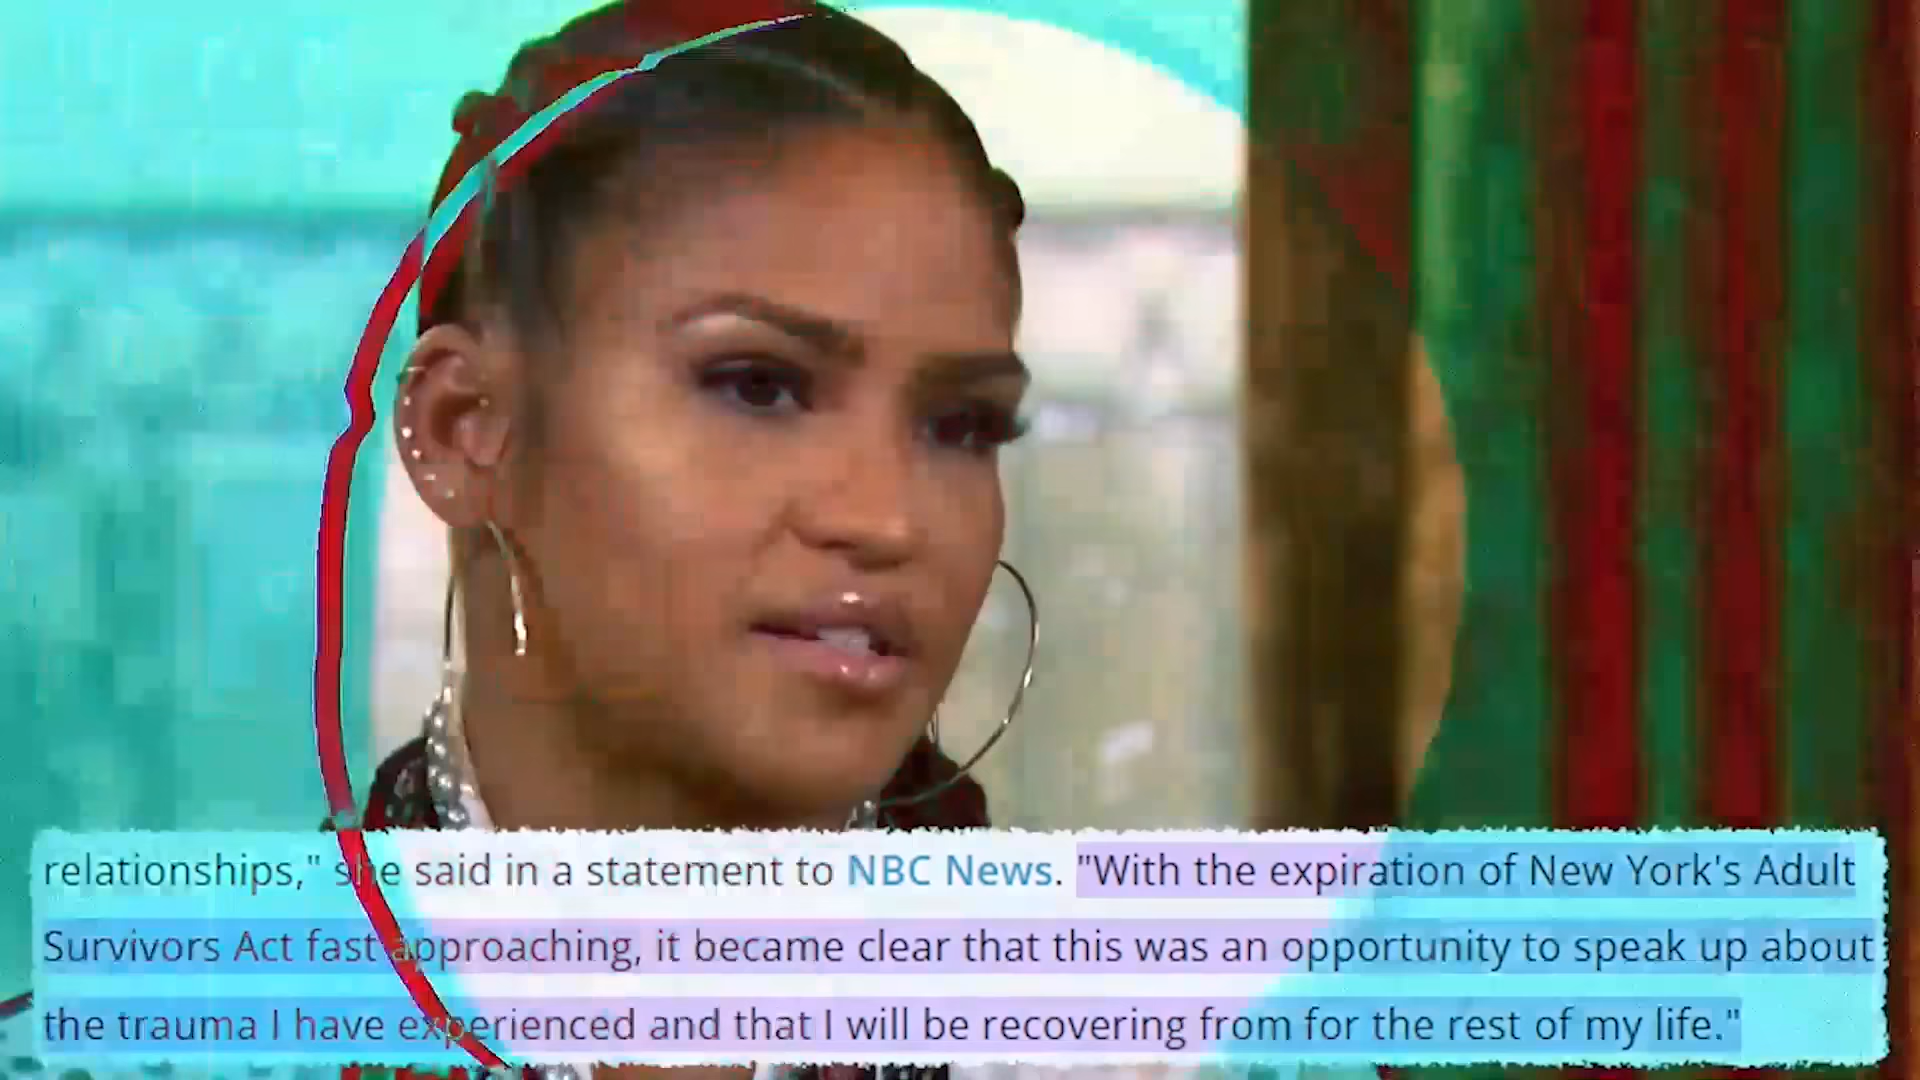 relationships," she said in a statement to NBC News. "With the expiration of New York's Adult
Survivors Act fast approaching, it became clear that this was an opportunity to speak up about
the trauma I have experienced and that I will be recovering from for the rest of my life."